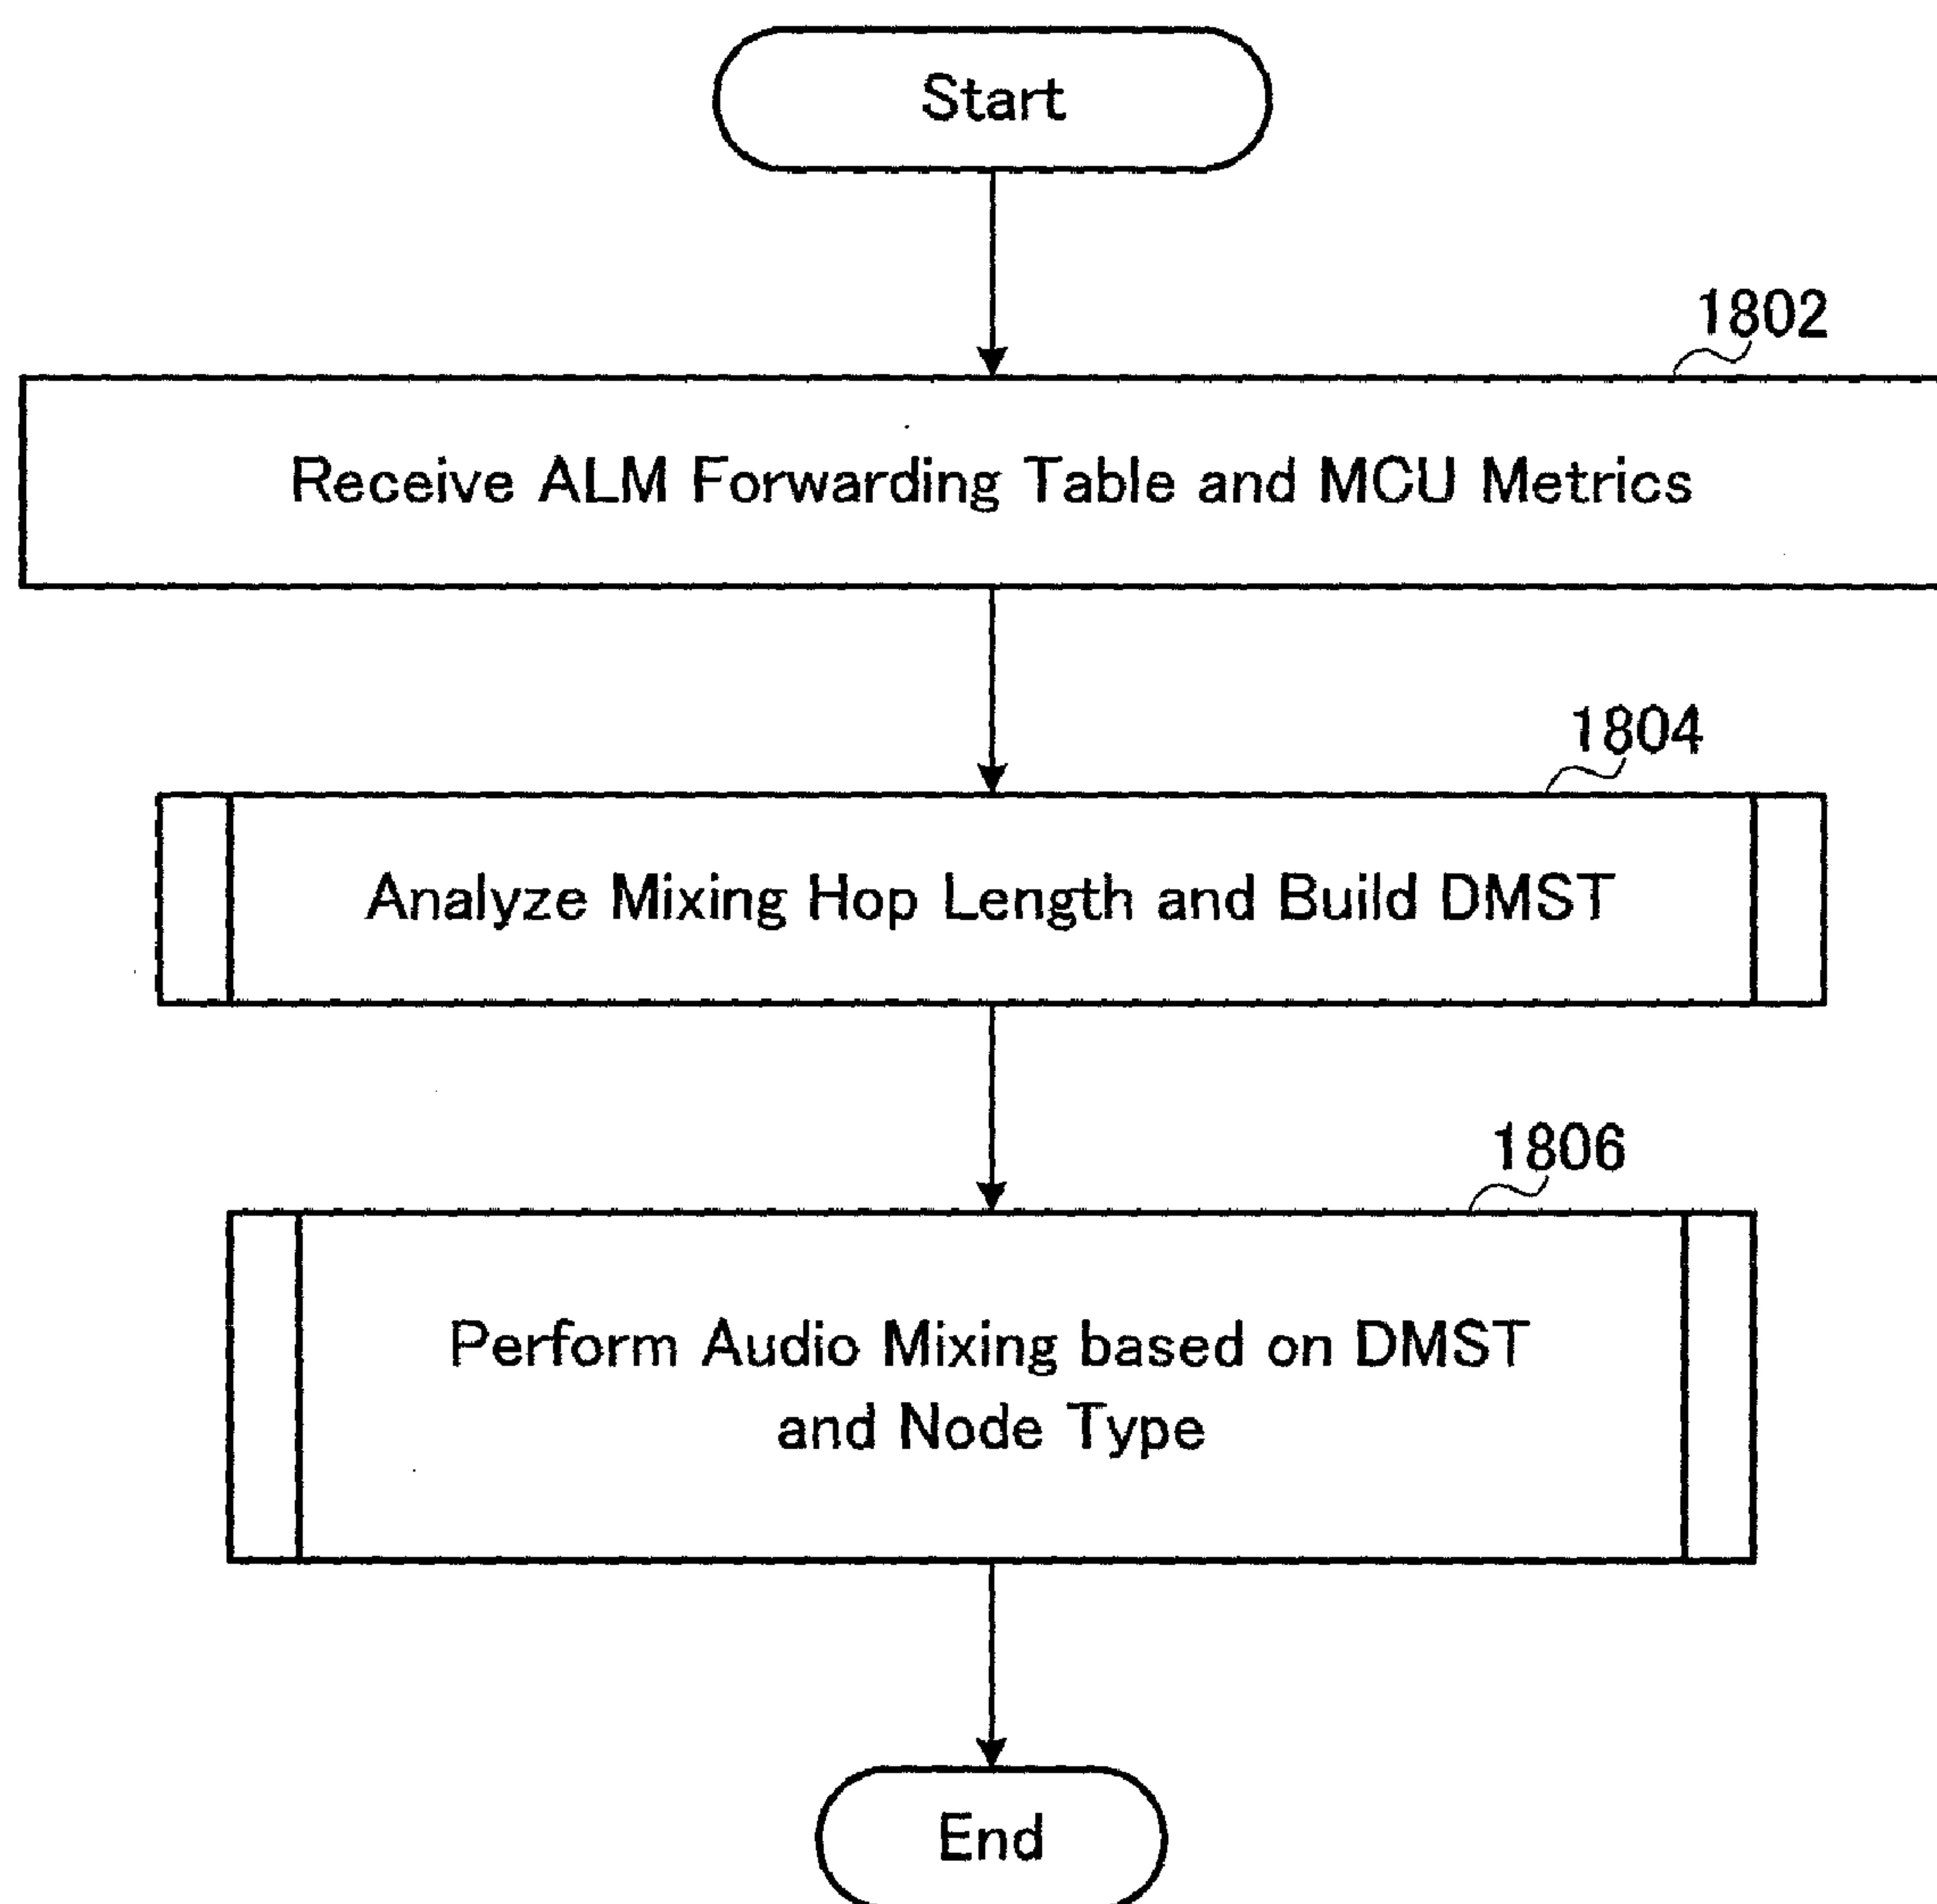 Start
1802
Receive ALM Forwarding Table and MCU Metrics
1804
Analyze Mixing Hop Length and Build DMST
1806
Perform Audio Mixing based on DMST
and Node Type
End